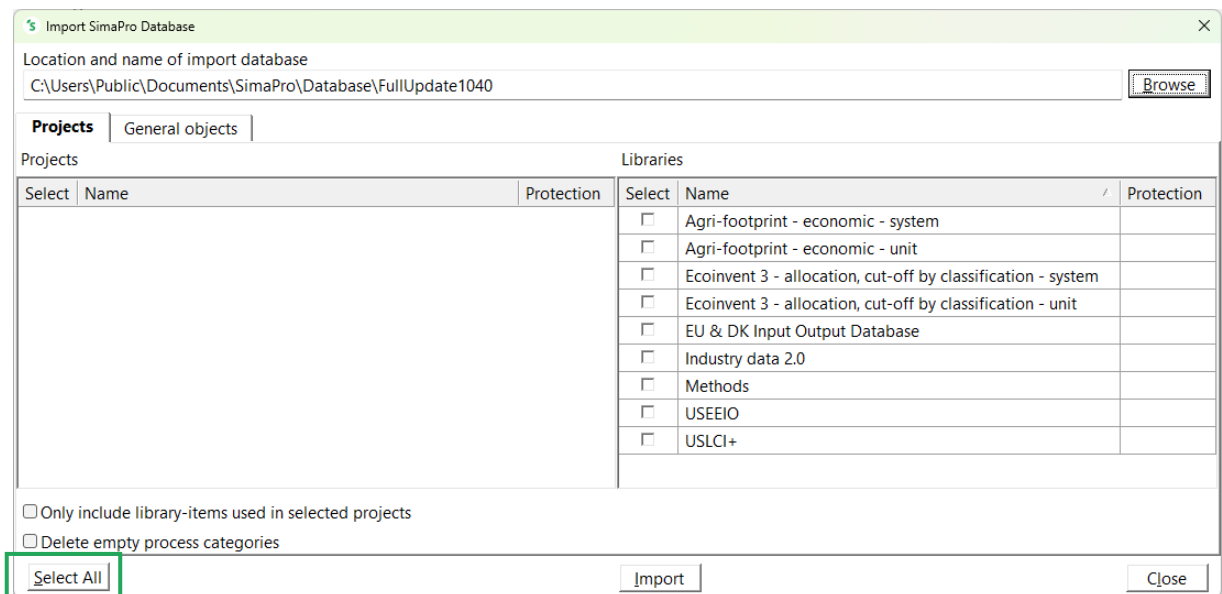 Import SimaPro Database
Location and name of import database
C:\Users\Public\Documents\SimaPro\Database\FullUpdate1040
Browse
Projects General objects
Projects
Select Name Protection
Libraries
Select Name Protection
Agri-footprint - economic - system
Agri-footprint - economic - unit
Ecoinvent 3 - allocation, cut-off by classification - system
Ecoinvent 3 - allocation, cut-off by classification - unit
EU & DK Input Output Database
Industry data 2.0
Methods
USEEIO
USLCI+
Only include library-items used in selected projects
Delete empty process categories
Select All Import Close